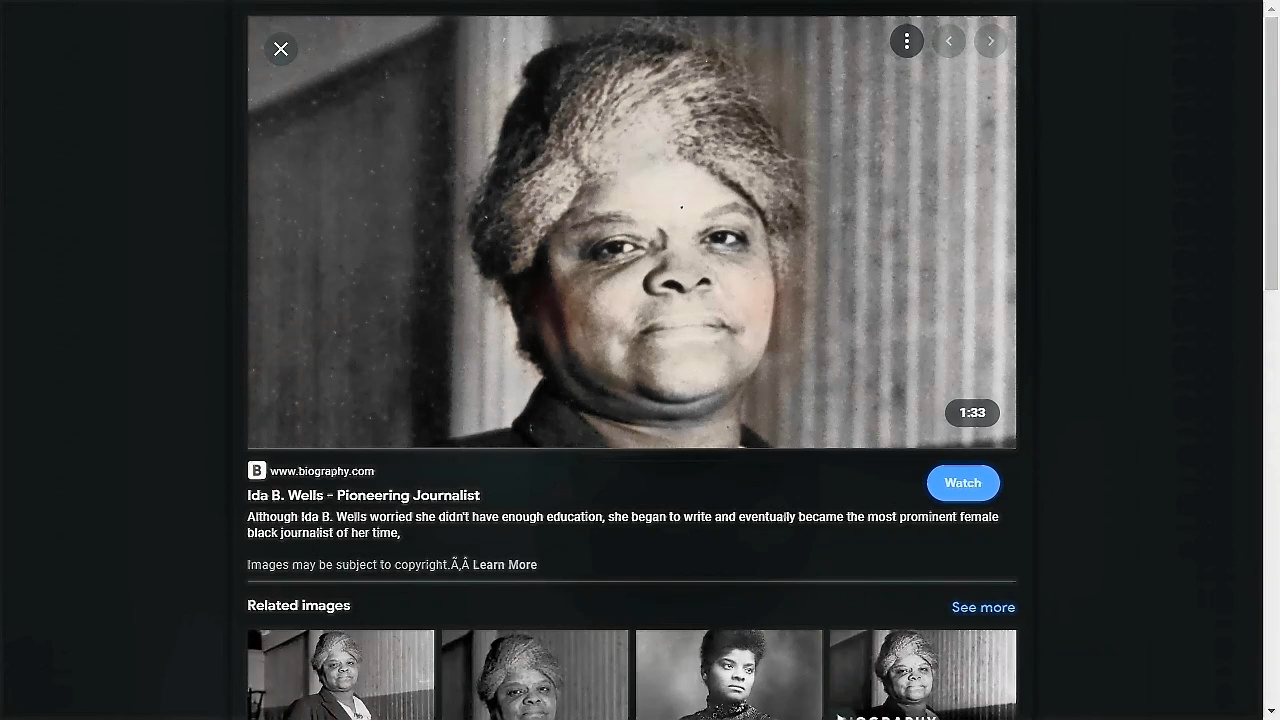 1:33
B www.biography.com
Watch
Ida B. Wells - Pioneering Journalist
Although Ida B. Wells worried she didn't have enough education, she began to write and eventually became the most prominent female
black journalist of her time,
Images may be subject to copyright.Ã,Â Learn More
Related images
See more